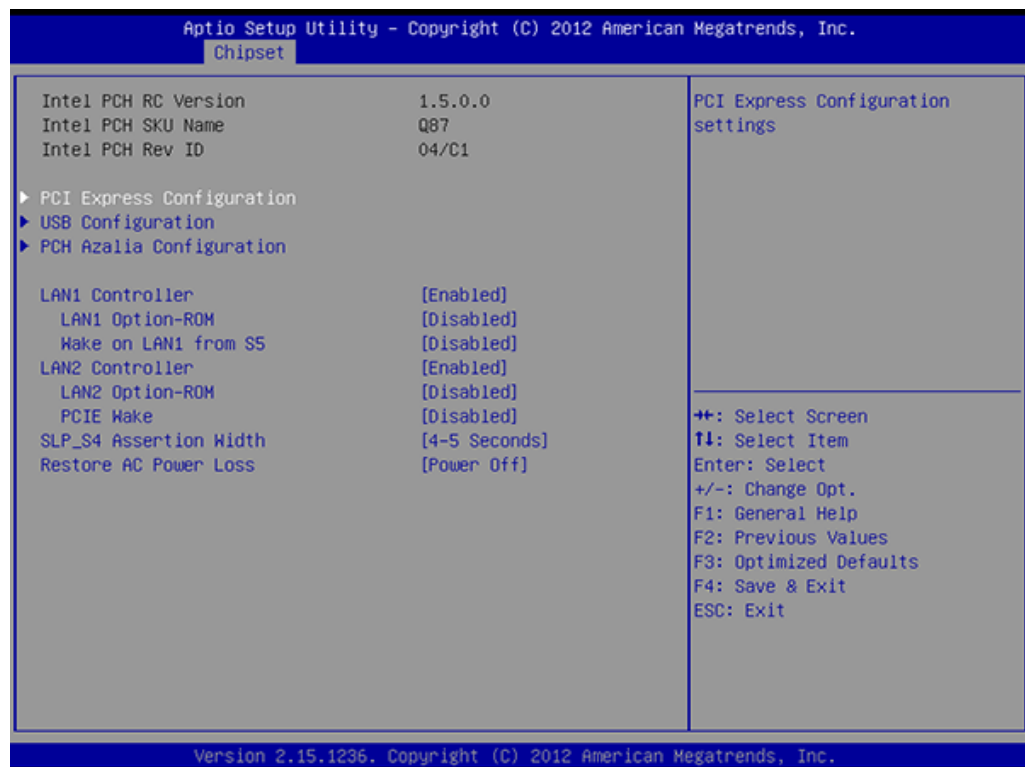 Aptio Setup Utility – Copyright (C) 2012 American Megatrends, Inc.
Chipset
Intel PCH RC Version 1.5.0.0
Intel PCH SKU Name Q87
Intel PCH Rev ID 04/C1
PCI Express Configuration
USB Configuration
PCH Azalia Configuration
LAN1 Controller [Enabled]
LAN1 Option-ROM [Disabled]
Wake on LAN1 from S5 [Disabled]
LAN2 Controller [Enabled]
LAN2 Option-ROM [Disabled]
PCIE Wake [Disabled]
SLP_S4 Assertion Width [4-5 Seconds]
Restore AC Power Loss [Power Off]
PCI Express Configuration
settings
→←: Select Screen
↑↓: Select Item
Enter: Select
+/-: Change Opt.
F1: General Help
F2: Previous Values
F3: Optimized Defaults
F4: Save & Exit
ESC: Exit
Version 2.15.1236. Copyright (C) 2012 American Megatrends, Inc.